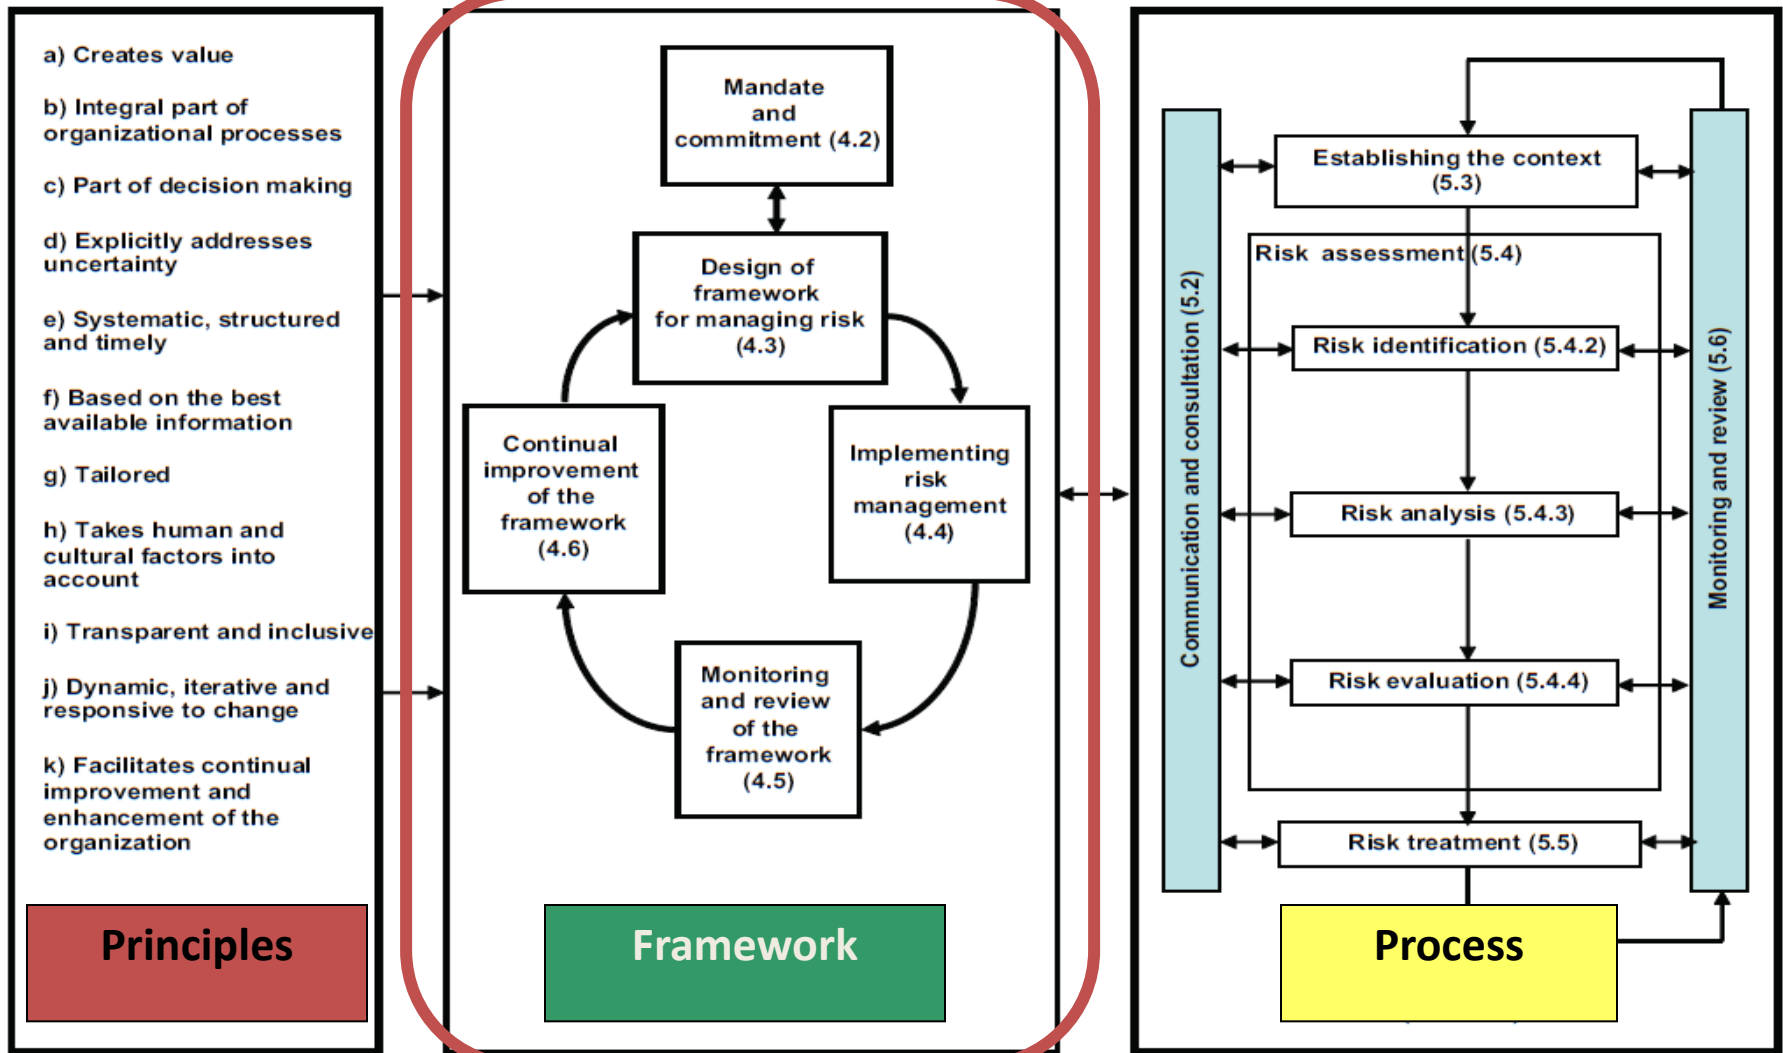 a) Creates value
b) Integral part of
organizational processes
c) Part of decision making
d) Explicitly addresses
uncertainty
e) Systematic, structured
and timely
f) Based on the best
available information
g) Tailored
h) Takes human and
cultural factors into
account
i) Transparent and inclusive
j) Dynamic, iterative and
responsive to change
k) Facilitates continual
improvement and
enhancement of the
organization
Principles
Mandate
and
commitment (4.2)
Design of
framework
for managing risk
(4.3)
Implementing
risk
management
(4.4)
Monitoring
and review
of the
framework
(4.5)
Continual
improvement
of the
framework
(4.6)
Framework
Communication and consultation (5.2)
Establishing the context
(5.3)
Risk assessment (5.4)
Risk identification (5.4.2)
Risk analysis (5.4.3)
Risk evaluation (5.4.4)
Risk treatment (5.5)
Monitoring and review (5.6)
Process